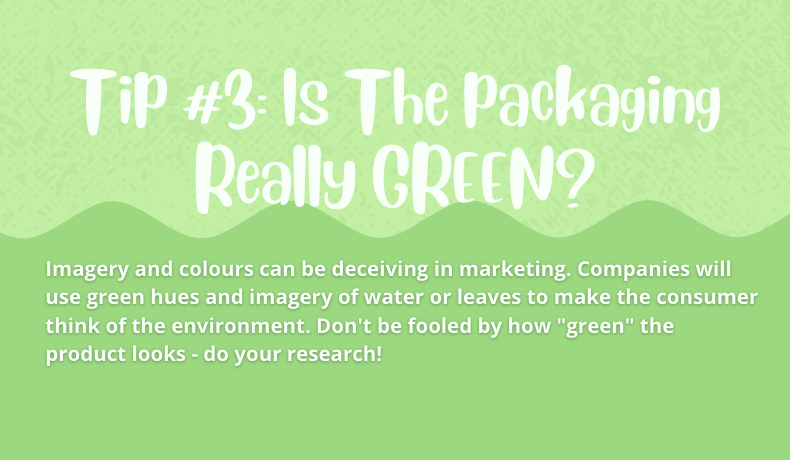 Tip #3: Is The Packaging
Really GREEN?
Imagery and colours can be deceiving in marketing. Companies will
use green hues and imagery of water or leaves to make the consumer
think of the environment. Don't be fooled by how "green" the
product looks - do your research!